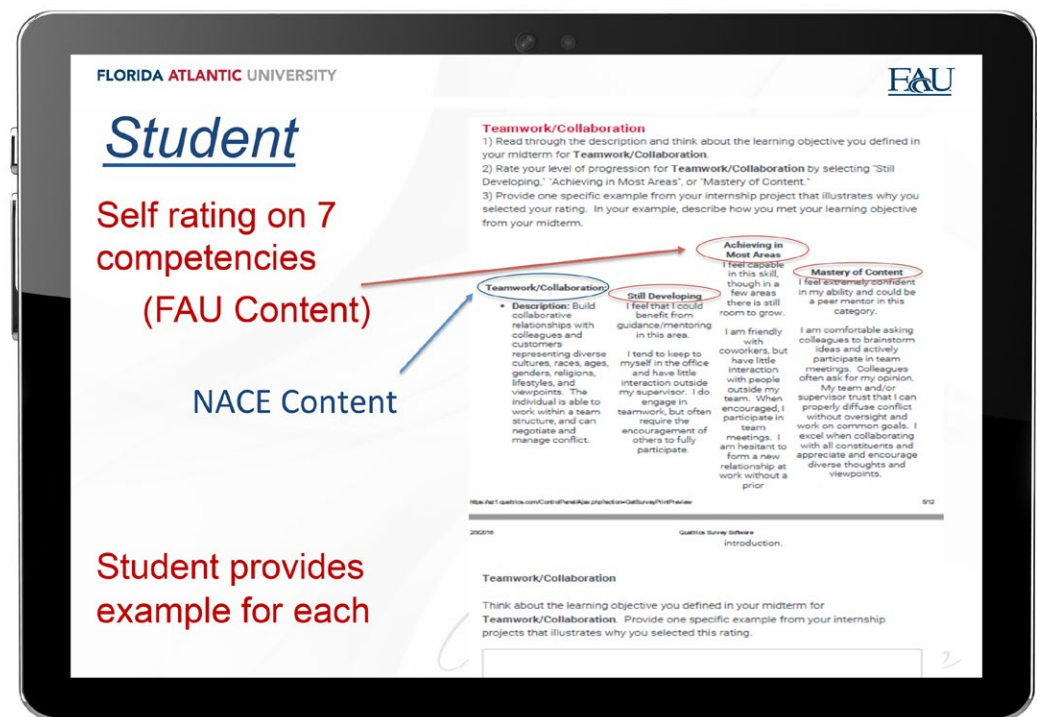 FLORIDA ATLANTIC UNIVERSITY
FAU
Student
Self rating on 7
competencies
(FAU Content)
NACE Content
Student provides
example for each
Teamwork/Collaboration
1) Read through the description and think about the learning objective you defined in
your midterm for Teamwork/Collaboration.
2) Rate your level of progression for Teamwork/Collaboration by selecting "Still
Developing," "Achieving in Most Areas", or "Mastery of Content."
3) Provide one specific example from your internship project that illustrates why you
selected your rating. In your example, describe how you met your learning objective
from your midterm.
Teamwork/Collaboration:
• Description: Build
collaborative
relationships with
colleagues and
customers
representing diverse
cultures, races, ages,
genders, religions,
lifestyles, and
viewpoints. The
individual is able to
work within a team
structure, and can
negotiate and
manage conflict.
Still Developing
I feel that I could
benefit from
guidance/mentoring
in this area.
I tend to keep to
myself in the office
and have little
interaction outside
my supervisor. I do
engage in
teamwork, but often
require the
encouragement of
others to fully
participate.
Achieving in
Most Areas
I feel capable
in this skill,
though in a
few areas
there is still
room to grow.
I am friendly
with
coworkers, but
have little
interaction
with people
outside my
team. When
encouraged, I
participate in
team
meetings. I
am hesitant to
form a new
relationship at
work without a
prior
Mastery of Content
I feel extremely confident
in my ability and could be
a peer mentor in this
category.
I am comfortable asking
colleagues to brainstorm
ideas and actively
participate in team
meetings. Colleagues
often ask for my opinion.
My team and/or
supervisor trust that I can
properly diffuse conflict
without oversight and
work on common goals. I
excel when collaborating
with all constituents and
appreciate and encourage
diverse thoughts and
viewpoints.
5/12
Qualtrics Survey Software
introduction.
Teamwork/Collaboration
Think about the learning objective you defined in your midterm for
Teamwork/Collaboration. Provide one specific example from your internship
projects that illustrates why you selected this rating.